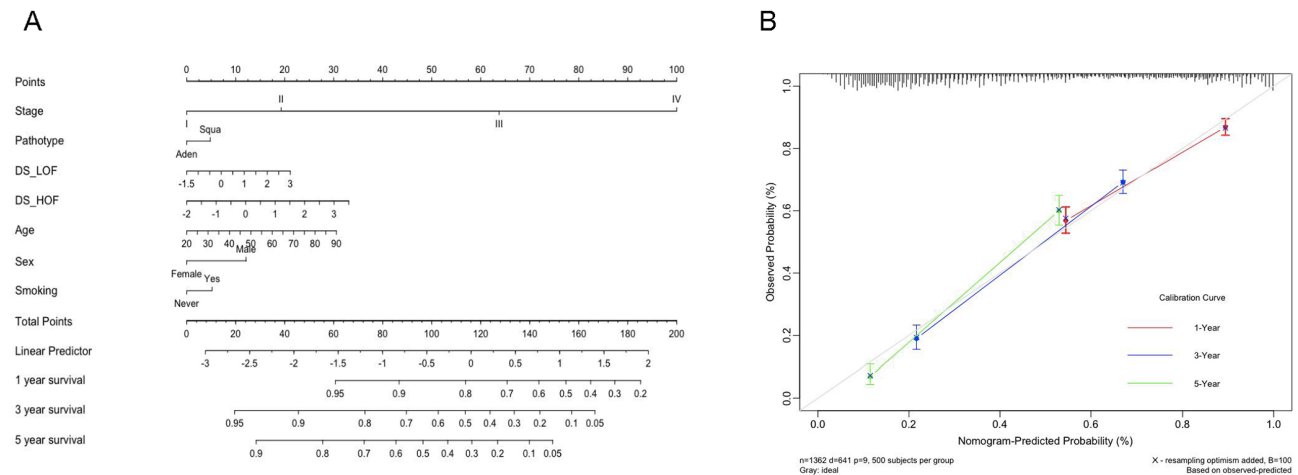 A
Points
0 10 20 30 40 50 60 70 80 90 100
Stage
II IV
I III
Pathotype
Squa
Aden
DS_LOF
-1.5 0 1 2 3
DS_HOF
-2 -1 0 1 2 3
Age
20 30 40 50 60 70 80 90
Sex
Male
Female
Smoking
Yes
Never
Total Points
0 20 40 60 80 100 120 140 160 180 200
Linear Predictor
-3 -2.5 -2 -1.5 -1 -0.5 0 0.5 1 1.5 2
1 year survival
0.95 0.9 0.8 0.7 0.6 0.5 0.4 0.3 0.2
3 year survival
0.95 0.9 0.8 0.7 0.6 0.5 0.4 0.3 0.2 0.1 0.05
5 year survival
0.9 0.8 0.7 0.6 0.5 0.4 0.3 0.2 0.1 0.05
B
Observed Probability (%)
1.0
0.8
0.6
0.4
0.2
0.0
Calibration Curve
1-Year
3-Year
5-Year
0.0 0.2 0.4 0.6 0.8 1.0
Nomogram-Predicted Probability (%)
n=1362 d=641 p=9, 500 subjects per group
Gray: ideal
X - resampling optimism added, B=100
Based on observed-predicted